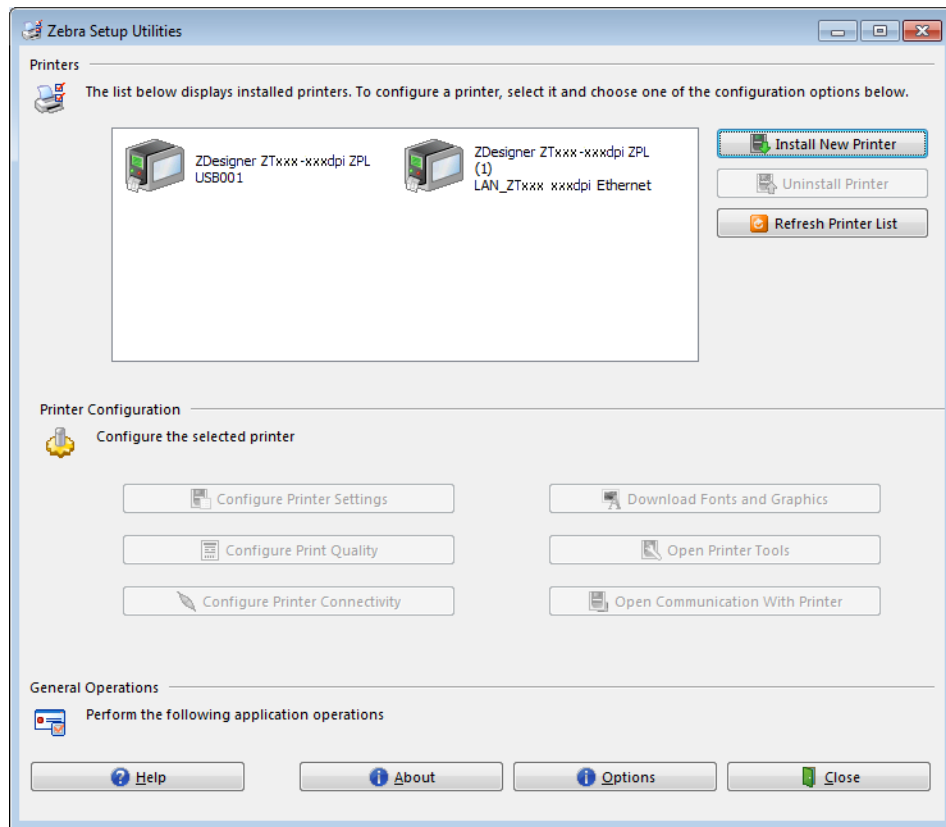 Zebra Setup Utilities
Printers
The list below displays installed printers. To configure a printer, select it and choose one of the configuration options below.
ZDesigner ZTxxx-xxxdpi ZPL
USB001
ZDesigner ZTxxx-xxxdpi ZPL
(1)
LAN_ZTxxx xxxdpi Ethernet
Install New Printer
Uninstall Printer
Refresh Printer List
Printer Configuration
Configure the selected printer
Configure Printer Settings
Download Fonts and Graphics
Configure Print Quality
Open Printer Tools
Configure Printer Connectivity
Open Communication With Printer
General Operations
Perform the following application operations
Help
About
Options
Close